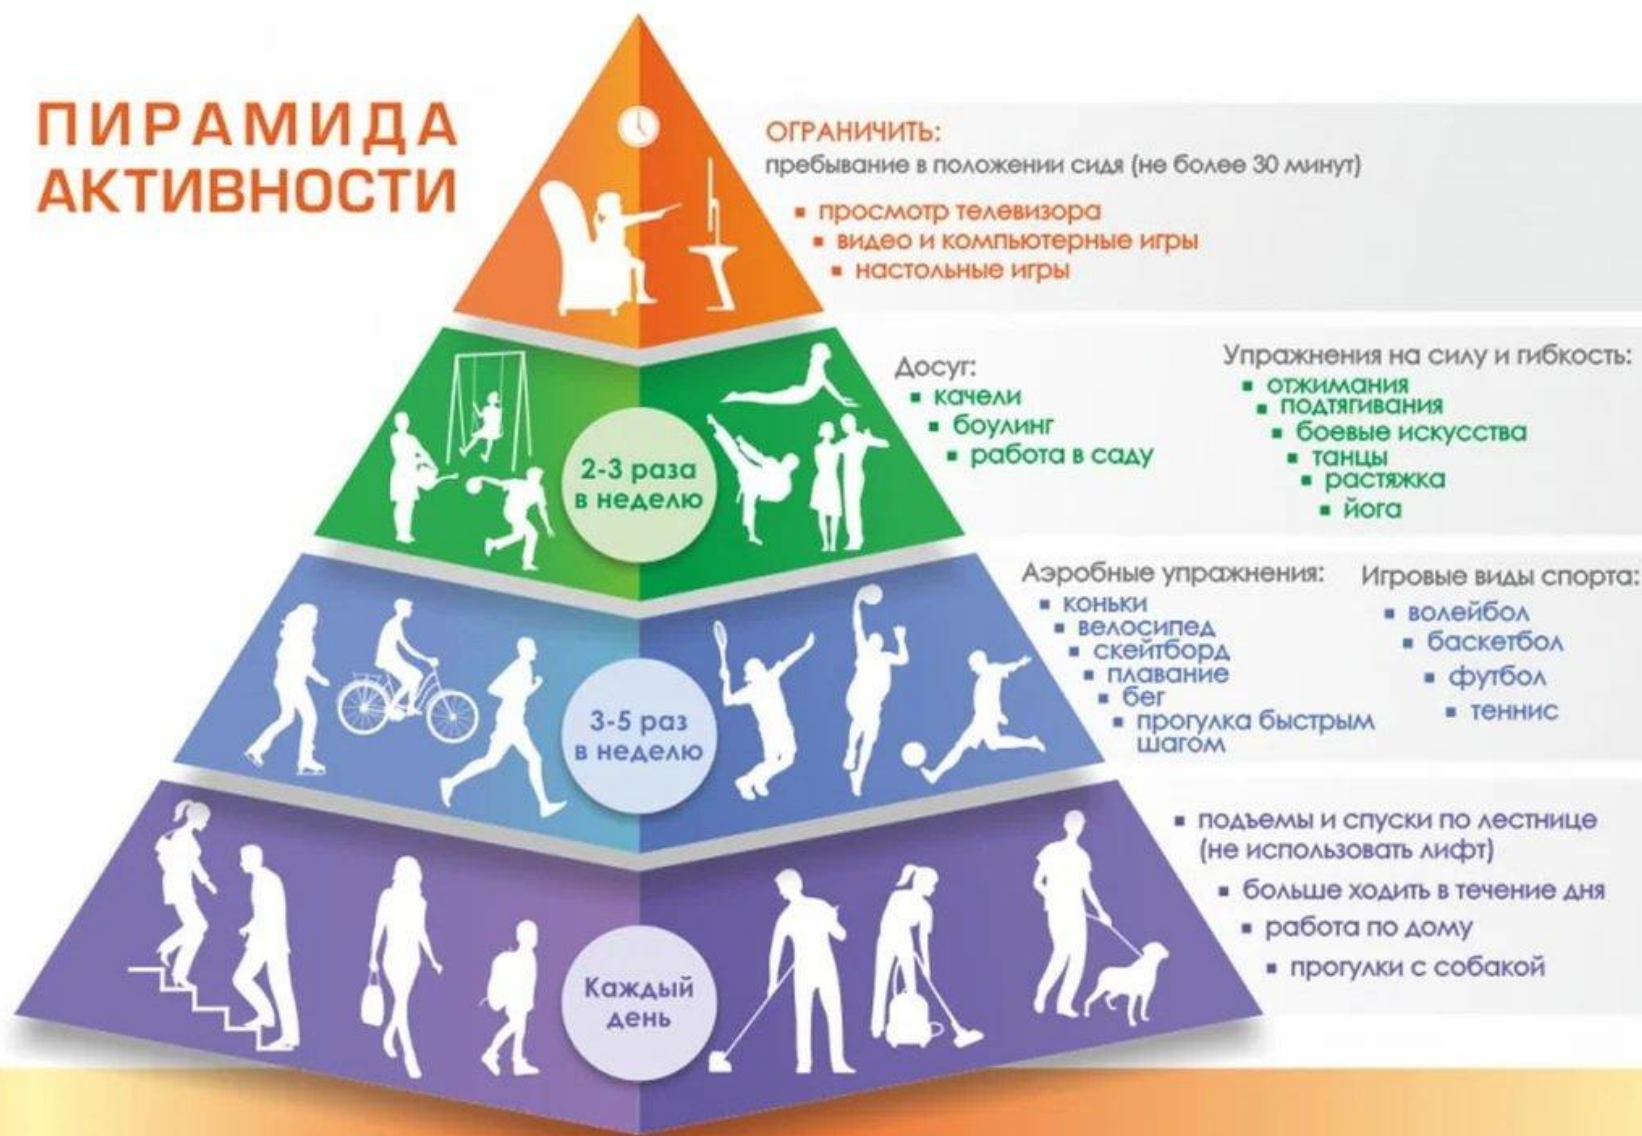 ПИРАМИДА
АКТИВНОСТИ
ОГРАНИЧИТЬ:
пребывание в положении сидя (не более 30 минут)
▪ просмотр телевизора
▪ видео и компьютерные игры
▪ настольные игры
2-3 раза
в неделю
Досуг:
▪ качели
▪ боулинг
▪ работа в саду
Упражнения на силу и гибкость:
▪ отжимания
▪ подтягивания
▪ боевые искусства
▪ танцы
▪ растяжка
▪ йога
3-5 раз
в неделю
Аэробные упражнения:
▪ коньки
▪ велосипед
▪ скейтборд
▪ плавание
▪ бег
▪ прогулка быстрым
шагом
Игровые виды спорта:
▪ волейбол
▪ баскетбол
▪ футбол
▪ теннис
Каждый
день
▪ подъемы и спуски по лестнице
(не использовать лифт)
▪ больше ходить в течение дня
▪ работа по дому
▪ прогулки с собакой